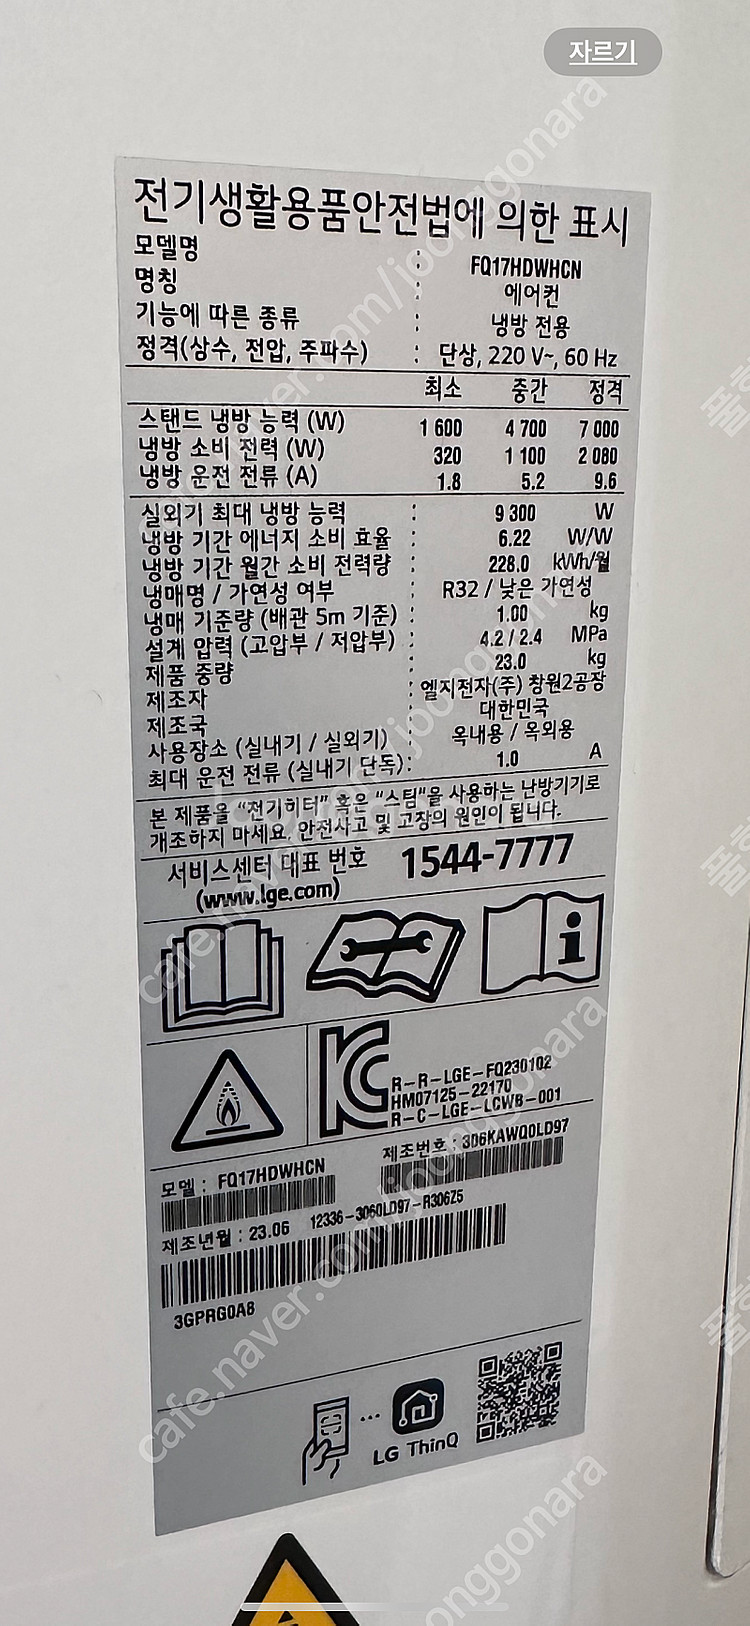 자르기
전기생활용품안전법에 의한 표시
모델명 : FQ17HDWHCN
명칭 : 에어컨
기능에 따른 종류 : 냉방 전용
정격(상수, 전압, 주파수) : 단상, 220 V~, 60 Hz
최소 중간 정격
스탠드 냉방 능력 (W) 1 600 4 700 7 000
냉방 소비 전력 (W) 320 1 100 2 080
냉방 운전 전류 (A) 1.8 5.2 9.6
실외기 최대 냉방 능력 : 9 300 W
냉방 기간 에너지 소비 효율 : 6.22 W/W
냉방 기간 월간 소비 전력량 : 228.0 kWh/월
냉매명 / 가연성 여부 : R32 / 낮은 가연성
냉매 기준량 (배관 5m 기준) : 1.00 kg
설계 압력 (고압부 / 저압부) : 4.2 / 2.4 MPa
제품 중량 : 23.0 kg
제조자 : 엘지전자(주) 창원2공장
제조국 : 대한민국
사용장소 (실내기 / 실외기) : 옥내용 / 옥외용
최대 운전 전류 (실내기 단독) : 1.0 A
본 제품을 "전기히터" 혹은 "스팀"을 사용하는 난방기기로
개조하지 마세요. 안전사고 및 고장의 원인이 됩니다.
서비스센터 대표 번호 1544-7777
(www.lge.com)
R-R-LGE-FQ230102
HM07125-22170
R-C-LGE-LCWB-001
모델 : FQ17HDWHCN
제조번호 : 306KAWQ0LD97
제조년월 : 23.06 12336-3060LD97-R306Z5
3GPRG0A8
LG ThinQ
cafe.naver.com/joonggonara
cafe.naver.com/joonggonara
cafe.naver.com/joonggonara